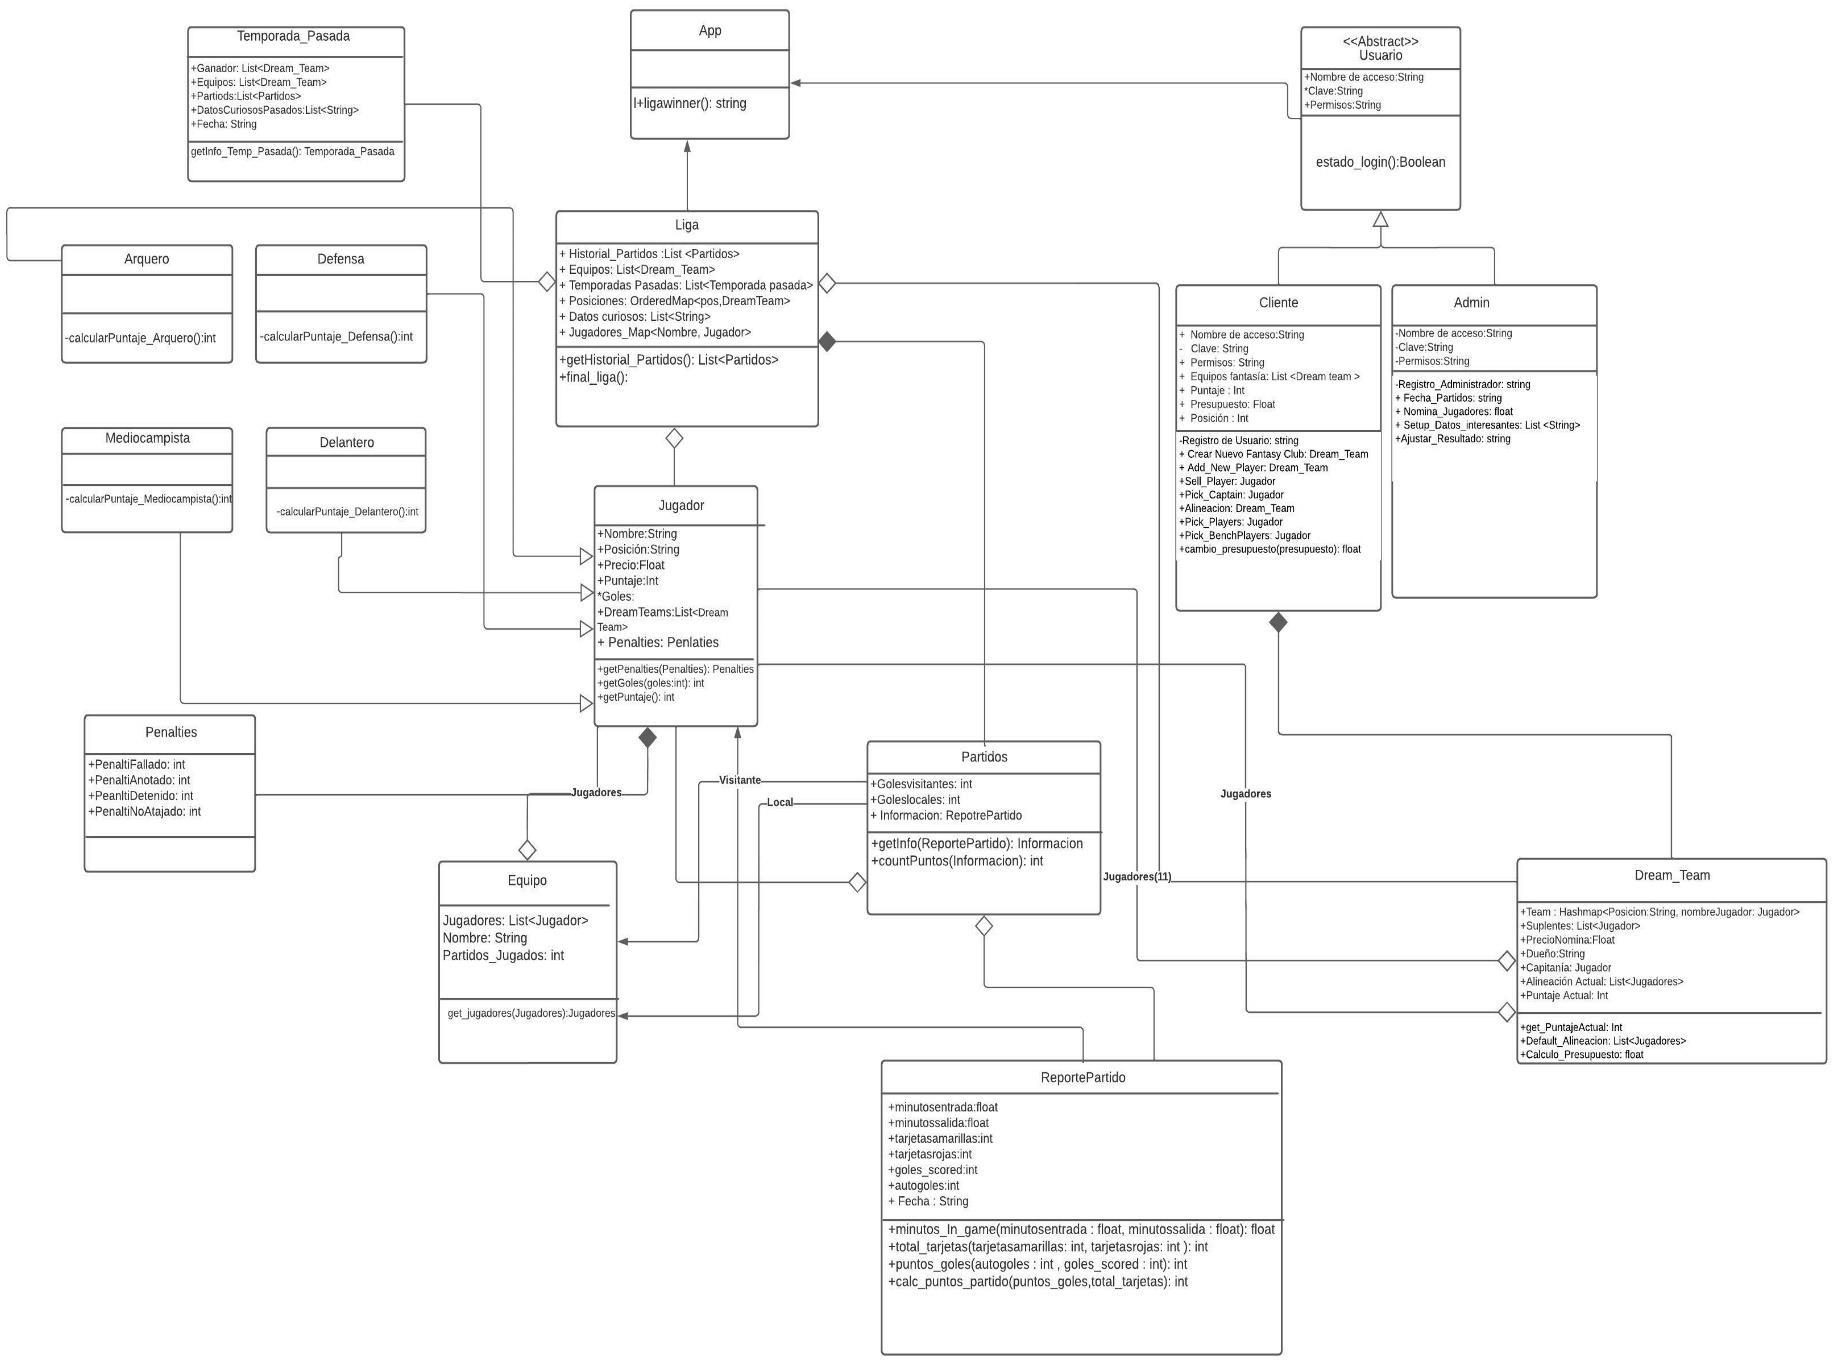 Temporada_Pasada
+Ganador: List<Dream_Team>
+Equipos: List<Dream_Team>
+Partiods:List<Partidos>
+DatosCuriososPasados:List<String>
+Fecha: String
getInfo_Temp_Pasada(): Temporada_Pasada
App
l+ligawinner(): string
<<Abstract>>
Usuario
+Nombre de acceso:String
*Clave:String
+Permisos:String
estado_login():Boolean
Arquero
-calcularPuntaje_Arquero():int
Defensa
-calcularPuntaje_Defensa():int
Liga
+ Historial_Partidos :List <Partidos>
+ Equipos: List<Dream_Team>
+ Temporadas Pasadas: List<Temporada pasada>
+ Posiciones: OrderedMap<pos,DreamTeam>
+ Datos curiosos: List<String>
+ Jugadores_Map<Nombre, Jugador>
+getHistorial_Partidos(): List<Partidos>
+final_liga():
Cliente
+ Nombre de acceso:String
- Clave: String
+ Permisos: String
+ Equipos fantasía: List <Dream team >
+ Puntaje : Int
+ Presupuesto: Float
+ Posición : Int
-Registro de Usuario: string
+ Crear Nuevo Fantasy Club: Dream_Team
+ Add_New_Player: Dream_Team
+Sell_Player: Jugador
+Pick_Captain: Jugador
+Alineacion: Dream_Team
+Pick_Players: Jugador
+Pick_BenchPlayers: Jugador
+cambio_presupuesto(presupuesto): float
Admin
-Nombre de acceso:String
-Clave:String
-Permisos:String
-Registro_Administrador: string
+ Fecha_Partidos: string
+ Nomina_Jugadores: float
+ Setup_Datos_interesantes: List <String>
+Ajustar_Resultado: string
Mediocampista
-calcularPuntaje_Mediocampista():int
Delantero
-calcularPuntaje_Delantero():int
Jugador
+Nombre:String
+Posición:String
+Precio:Float
+Puntaje:Int
*Goles:
+DreamTeams:List<Dream
Team>
+ Penalties: Penlaties
+getPenalties(Penalties): Penalties
+getGoles(goles:int): int
+getPuntaje(): int
Penalties
+PenaltiFallado: int
+PenaltiAnotado: int
+PeanltiDetenido: int
+PenaltiNoAtajado: int
Jugadores
Visitante
Local
Partidos
+Golesvisitantes: int
+Goleslocales: int
+ Informacion: RepotrePartido
+getInfo(ReportePartido): Informacion
+countPuntos(Informacion): int
Jugadores
Jugadores(11)
Equipo
Jugadores: List<Jugador>
Nombre: String
Partidos_Jugados: int
get_jugadores(Jugadores):Jugadores
Dream_Team
+Team : Hashmap<Posicion:String, nombreJugador: Jugador>
+Suplentes: List<Jugador>
+PrecioNomina:Float
+Dueño:String
+Capitanía: Jugador
+Alineación Actual: List<Jugadores>
+Puntaje Actual: Int
+get_PuntajeActual: Int
+Default_Alineacion: List<Jugadores>
+Calculo_Presupuesto: float
ReportePartido
+minutosentrada:float
+minutossalida:float
+tarjetasamarillas:int
+tarjetasrojas:int
+goles_scored:int
+autogoles:int
+ Fecha : String
+minutos_In_game(minutosentrada : float, minutossalida : float): float
+total_tarjetas(tarjetasamarillas: int, tarjetasrojas: int ): int
+puntos_goles(autogoles : int , goles_scored : int): int
+calc_puntos_partido(puntos_goles,total_tarjetas): int